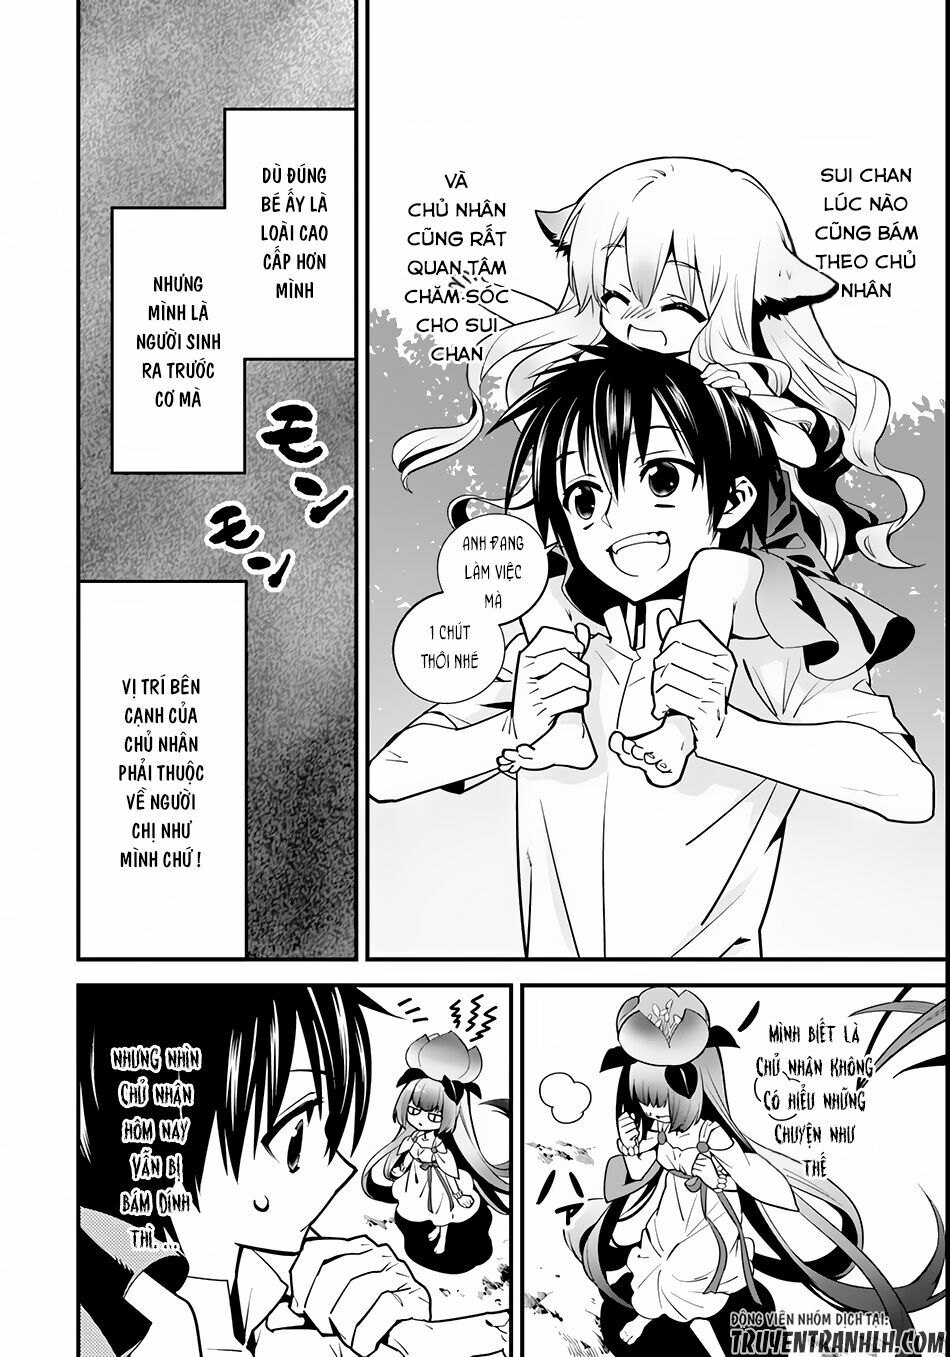 SUI CHAN
LÚC NÀO
CŨNG BÁM
THEO CHỦ
NHÂN
VÀ
CHỦ NHÂN
CŨNG RẤT
QUAN TÂM
CHĂM SÓC
CHO SUI
CHAN
ANH ĐANG
LÀM VIỆC
MÀ
1 CHÚT
THÔI NHÉ
DÙ ĐÚNG
BÉ ẤY LÀ
LOÀI CAO
CẤP HƠN
MÌNH
NHƯNG
MÌNH LÀ
NGƯỜI SINH
RA TRƯỚC
CƠ MÀ
モン
モン
VỊ TRÍ BÊN
CẠNH CỦA
CHỦ NHÂN
PHẢI THUỘC
VỀ NGƯỜI
CHỊ NHƯ
MÌNH CHỨ !
MÌNH BIẾT LÀ
CHỦ NHÂN KHÔNG
CÓ HIỂU NHỮNG
CHUYỆN NHƯ
THẾ
ハァ
NHƯNG NHÌN
CHỦ NHÂN
HÔM NAY
VẪN BỊ
BÁM DÍNH
THÌ....
ĐỘNG VIÊN NHÓM DỊCH TẠI:
TRUYENTRANHLH.COM